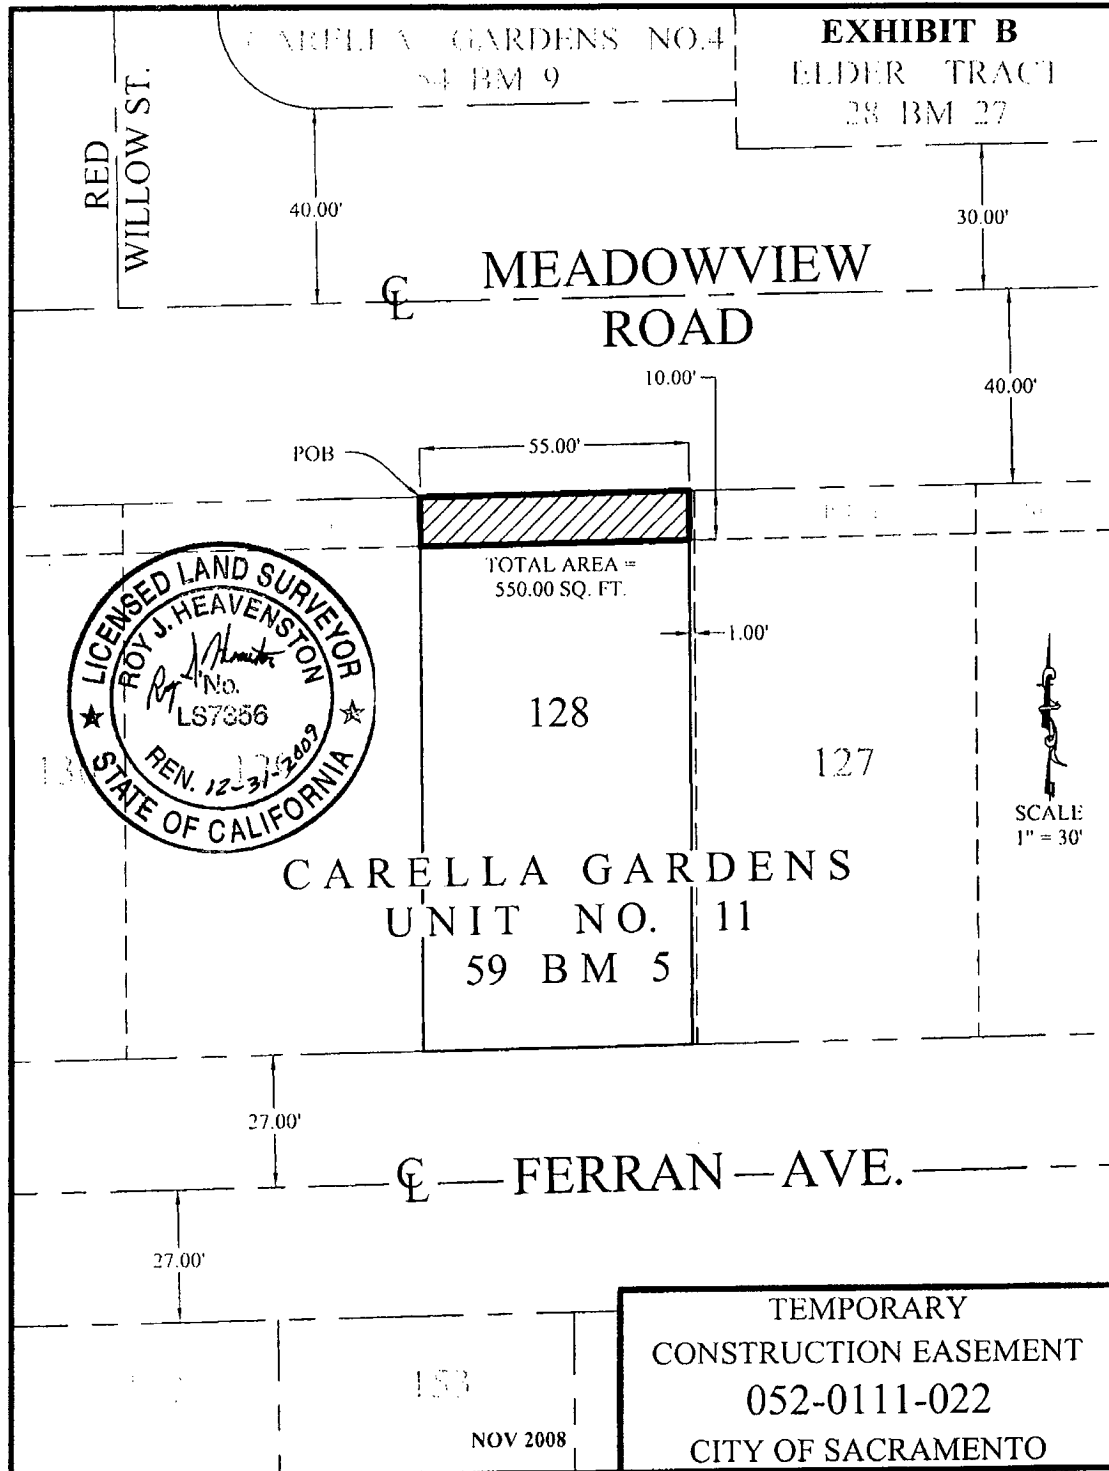 GARDENS NO.4
BM 9
EXHIBIT B
ELDER TRACT
28 BM 27
RED
WILLOW ST.
40.00'
30.00'
℄ MEADOWVIEW
ROAD
10.00'
40.00'
POB
55.00'
TOTAL AREA =
550.00 SQ. FT.
1.00'
LICENSED LAND SURVEYOR
ROY J. HEAVENSTON
No.
LS7356
REN. 12-31-2009
STATE OF CALIFORNIA
128
127
SCALE
1" = 30'
CARELLA GARDENS
UNIT NO. 11
59 BM 5
27.00'
℄ FERRAN AVE.
27.00'
153
NOV 2008
TEMPORARY
CONSTRUCTION EASEMENT
052-0111-022
CITY OF SACRAMENTO